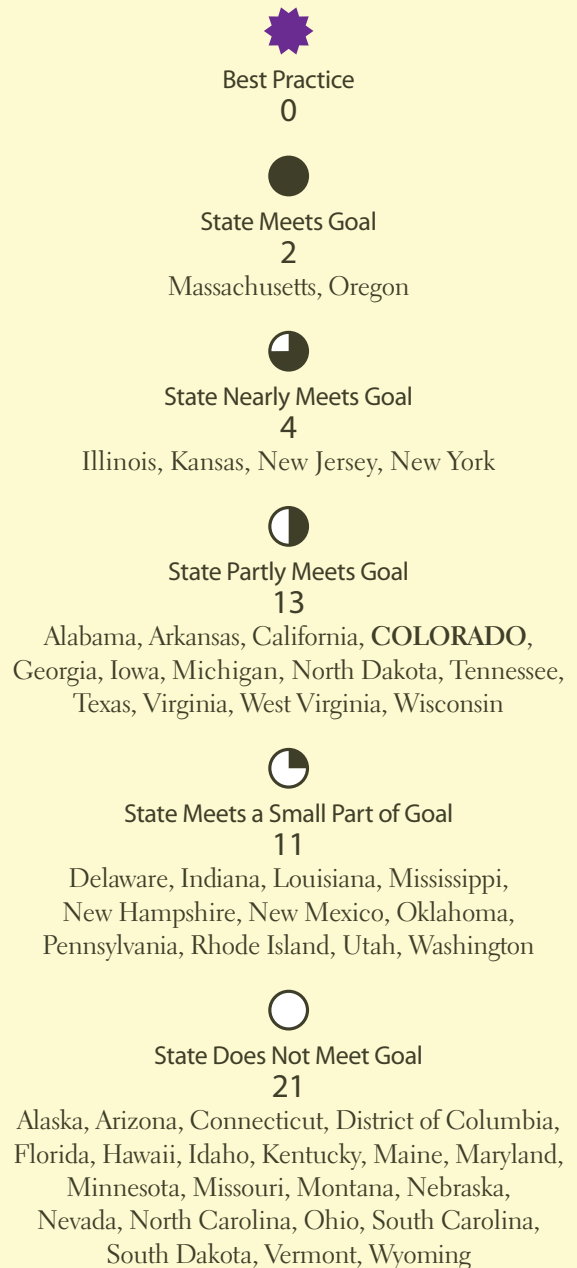 Best Practice
0
State Meets Goal
2
Massachusetts, Oregon
State Nearly Meets Goal
4
Illinois, Kansas, New Jersey, New York
State Partly Meets Goal
13
Alabama, Arkansas, California, COLORADO,
Georgia, Iowa, Michigan, North Dakota, Tennessee,
Texas, Virginia, West Virginia, Wisconsin
State Meets a Small Part of Goal
11
Delaware, Indiana, Louisiana, Mississippi,
New Hampshire, New Mexico, Oklahoma,
Pennsylvania, Rhode Island, Utah, Washington
State Does Not Meet Goal
21
Alaska, Arizona, Connecticut, District of Columbia,
Florida, Hawaii, Idaho, Kentucky, Maine, Maryland,
Minnesota, Missouri, Montana, Nebraska,
Nevada, North Carolina, Ohio, South Carolina,
South Dakota, Vermont, Wyoming